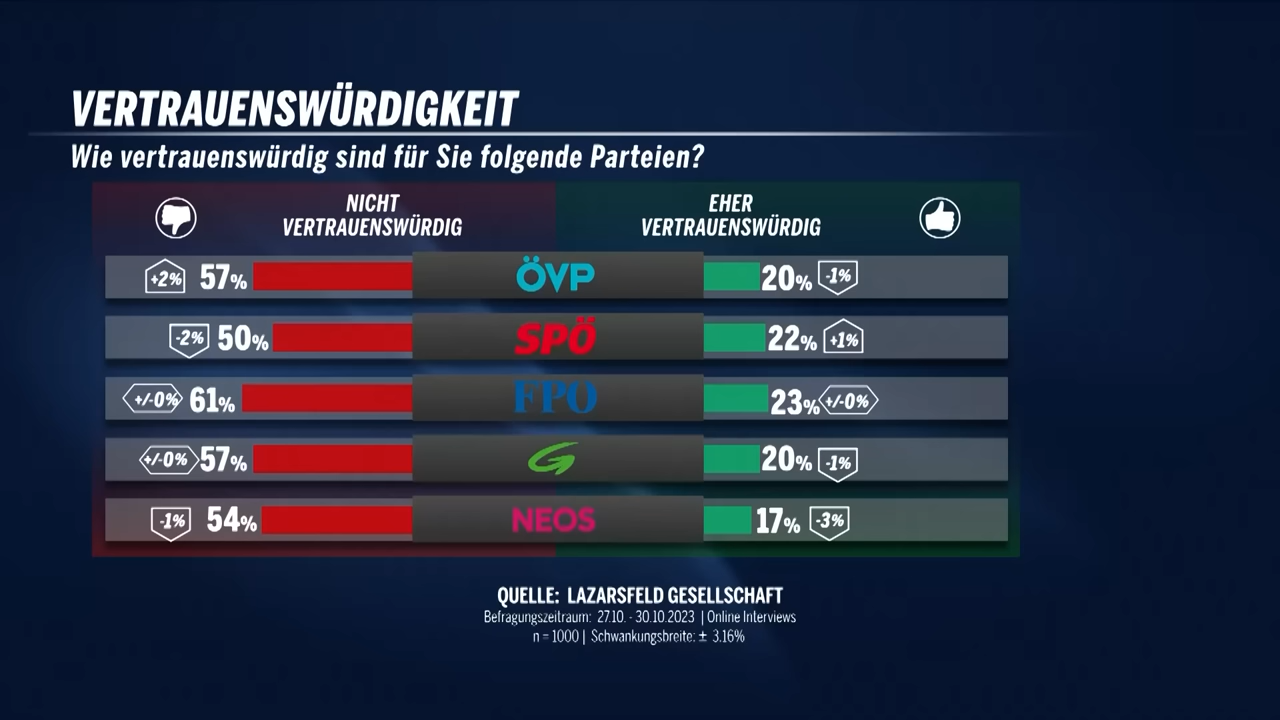 VERTRAUENSWÜRDIGKEIT
Wie vertrauenswürdig sind für Sie folgende Parteien?
NICHT
VERTRAUENSWÜRDIG
EHER
VERTRAUENSWÜRDIG
+2% 57% ÖVP 20% -1%
-2% 50% SPÖ 22% +1%
+/-0% 61% FPÖ 23% +/-0%
+/-0% 57% G 20% -1%
-1% 54% NEOS 17% -3%
QUELLE: LAZARSFELD GESELLSCHAFT
Befragungszeitraum: 27.10. - 30.10.2023 | Online Interviews
n = 1000 | Schwankungsbreite: ± 3.16%